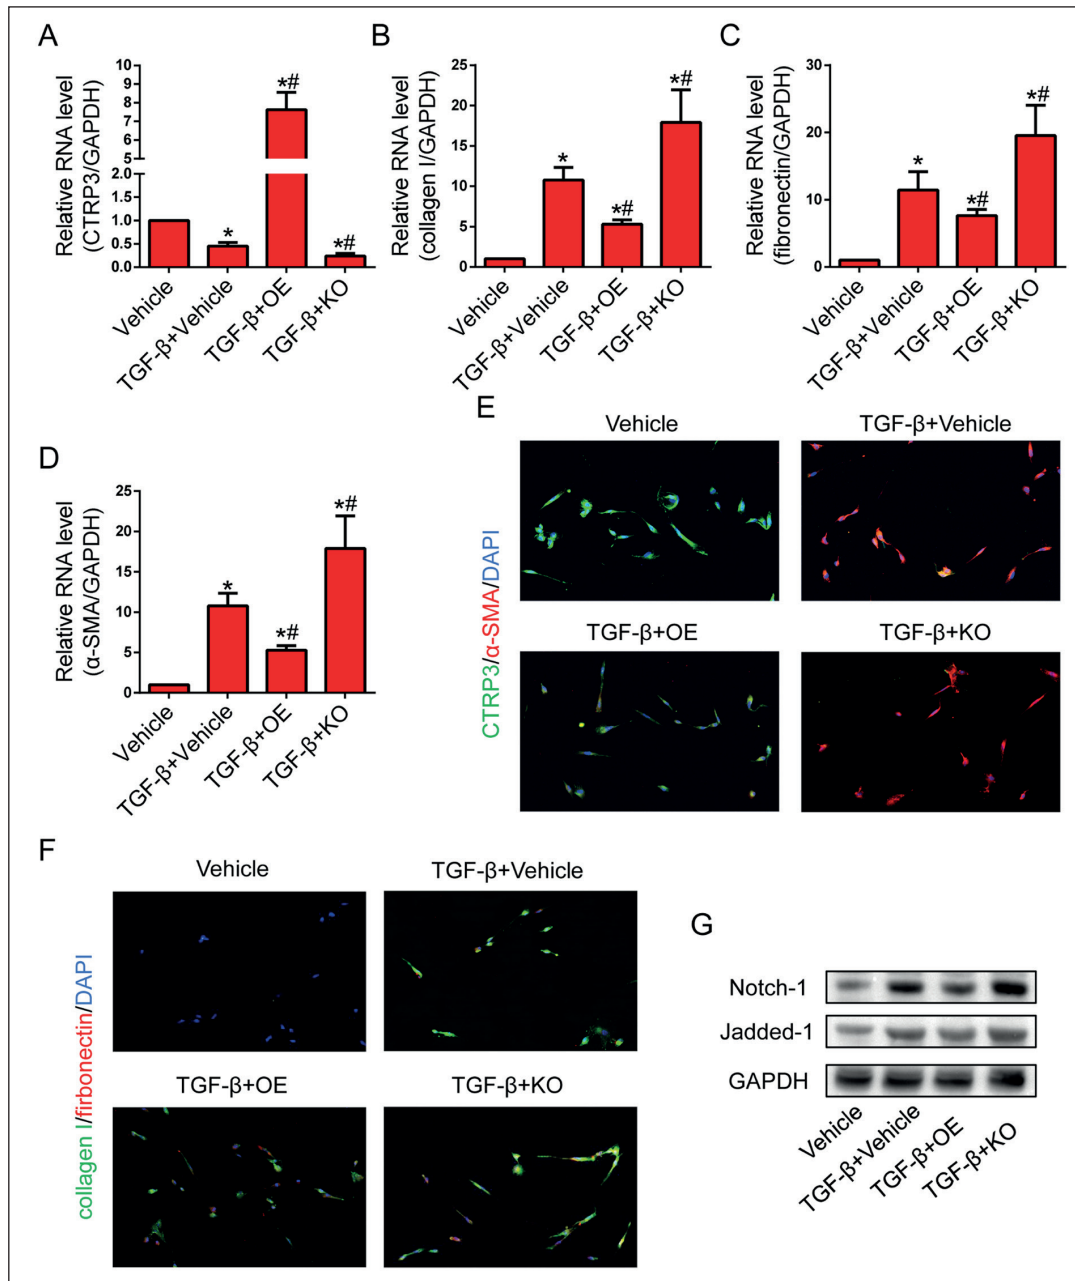 A
Relative RNA level
(CTRP3/GAPDH)
10
9
8
7
6
5
2.0
1.5
1.0
0.5
0.0
*
*#
*#
Vehicle
TGF-β+Vehicle
TGF-β+OE
TGF-β+KO
B
Relative RNA level
(collagen I/GAPDH)
25
20
15
10
5
0
*
*#
*#
Vehicle
TGF-β+Vehicle
TGF-β+OE
TGF-β+KO
C
Relative RNA level
(fibronectin/GAPDH)
30
20
10
0
*
*#
*#
Vehicle
TGF-β+Vehicle
TGF-β+OE
TGF-β+KO
D
Relative RNA level
(α-SMA/GAPDH)
25
20
15
10
5
0
*
*#
*#
Vehicle
TGF-β+Vehicle
TGF-β+OE
TGF-β+KO
E
CTRP3/α-SMA/DAPI
Vehicle
TGF-β+Vehicle
TGF-β+OE
TGF-β+KO
F
collagen I/firbonectin/DAPI
Vehicle
TGF-β+Vehicle
TGF-β+OE
TGF-β+KO
G
Notch-1
Jadded-1
GAPDH
Vehicle
TGF-β+Vehicle
TGF-β+OE
TGF-β+KO